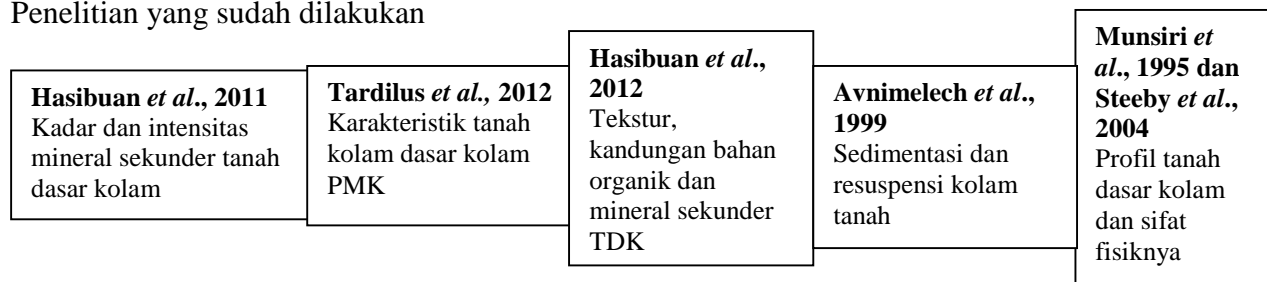 Penelitian yang sudah dilakukan
Hasibuan et al., 2011
Kadar dan intensitas
mineral sekunder tanah
dasar kolam
Tardilus et al., 2012
Karakteristik tanah
kolam dasar kolam
PMK
Hasibuan et al.,
2012
Tekstur,
kandungan bahan
organik dan
mineral sekunder
TDK
Avnimelech et al.,
1999
Sedimentasi dan
resuspensi kolam
tanah
Munsiri et
al., 1995 dan
Steeby et al.,
2004
Profil tanah
dasar kolam
dan sifat
fisiknya